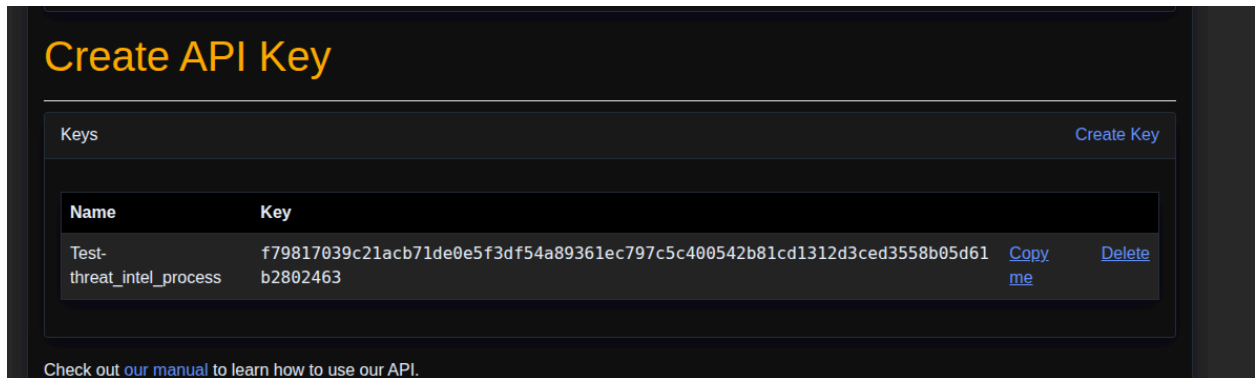 Create API Key
Keys
Create Key
Name Key
Test- f79817039c21acb71de0e5f3df54a89361ec797c5c400542b81cd1312d3ced3558b05d61 Copy Delete
threat_intel_process b2802463 me
Check out our manual to learn how to use our API.